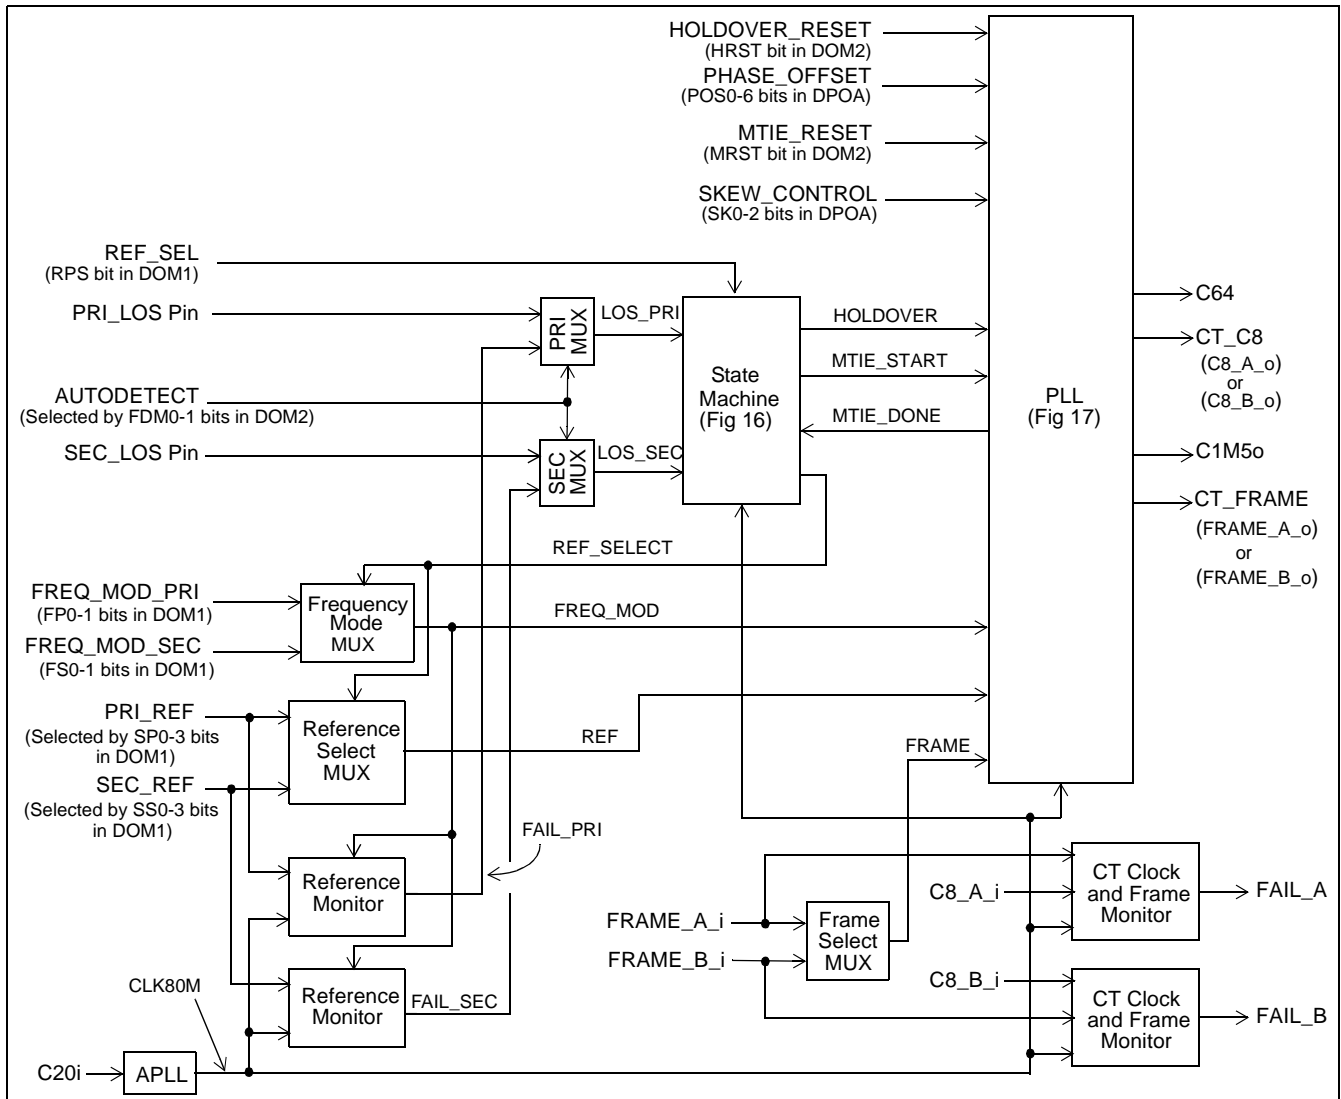 HOLDOVER_RESET
(HRST bit in DOM2)
PHASE_OFFSET
(POS0-6 bits in DPOA)
MTIE_RESET
(MRST bit in DOM2)
SKEW_CONTROL
(SK0-2 bits in DPOA)
REF_SEL
(RPS bit in DOM1)
PRI_LOS Pin
AUTODETECT
(Selected by FDM0-1 bits in DOM2)
SEC_LOS Pin
PRI
MUX
LOS_PRI
SEC
MUX
LOS_SEC
State
Machine
(Fig 16)
HOLDOVER
MTIE_START
MTIE_DONE
PLL
(Fig 17)
C64
CT_C8
(C8_A_o)
or
(C8_B_o)
C1M5o
CT_FRAME
(FRAME_A_o)
or
(FRAME_B_o)
REF_SELECT
FREQ_MOD_PRI
(FP0-1 bits in DOM1)
FREQ_MOD_SEC
(FS0-1 bits in DOM1)
Frequency
Mode
MUX
FREQ_MOD
PRI_REF
(Selected by SP0-3 bits
in DOM1)
SEC_REF
(Selected by SS0-3 bits
in DOM1)
Reference
Select
MUX
REF
FRAME
FAIL_PRI
Reference
Monitor
Reference
Monitor
FAIL_SEC
CLK80M
C20i
APLL
FRAME_A_i
FRAME_B_i
Frame
Select
MUX
C8_A_i
CT Clock
and Frame
Monitor
FAIL_A
C8_B_i
CT Clock
and Frame
Monitor
FAIL_B